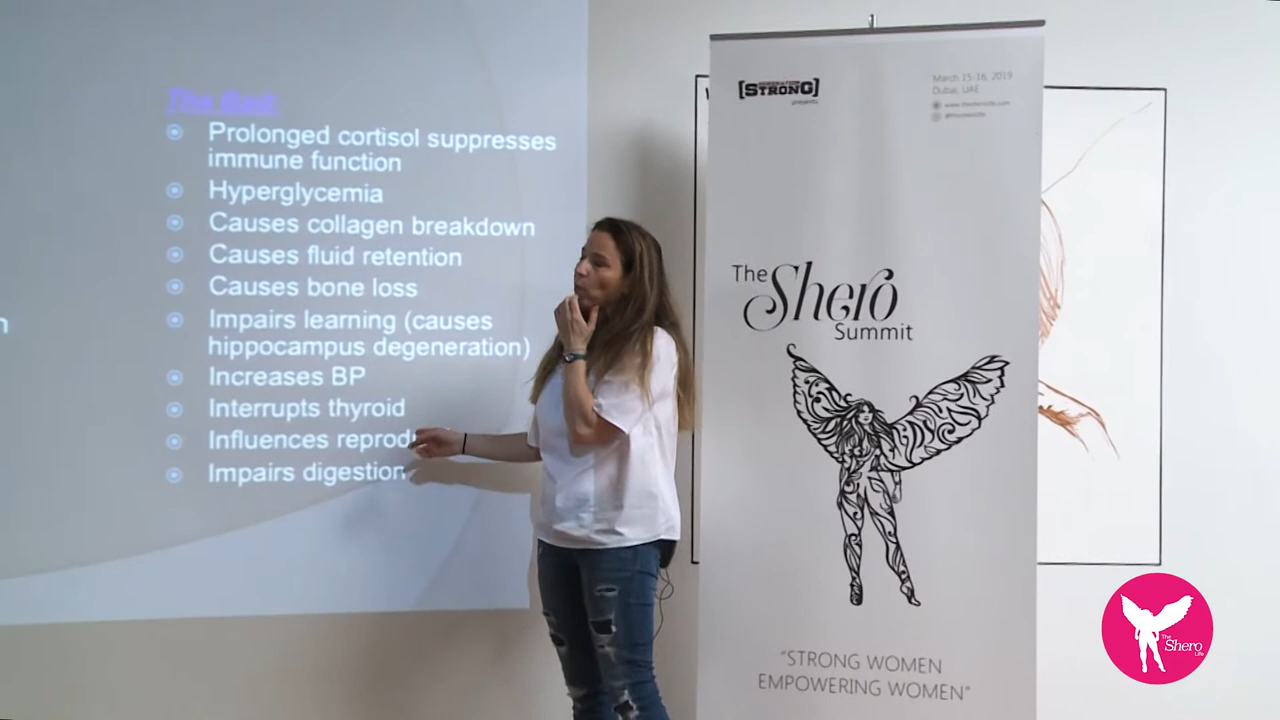 The Bad:
Prolonged cortisol suppresses
immune function
Hyperglycemia
Causes collagen breakdown
Causes fluid retention
Causes bone loss
Impairs learning (causes
hippocampus degeneration)
Increases BP
Interrupts thyroid
Influences reprod
Impairs digestion
n
STRONG
presents
March 15-16, 2019
Dubai, UAE
The Shero
Summit
"STRONG WOMEN
EMPOWERING WOMEN"
The
Shero
Life